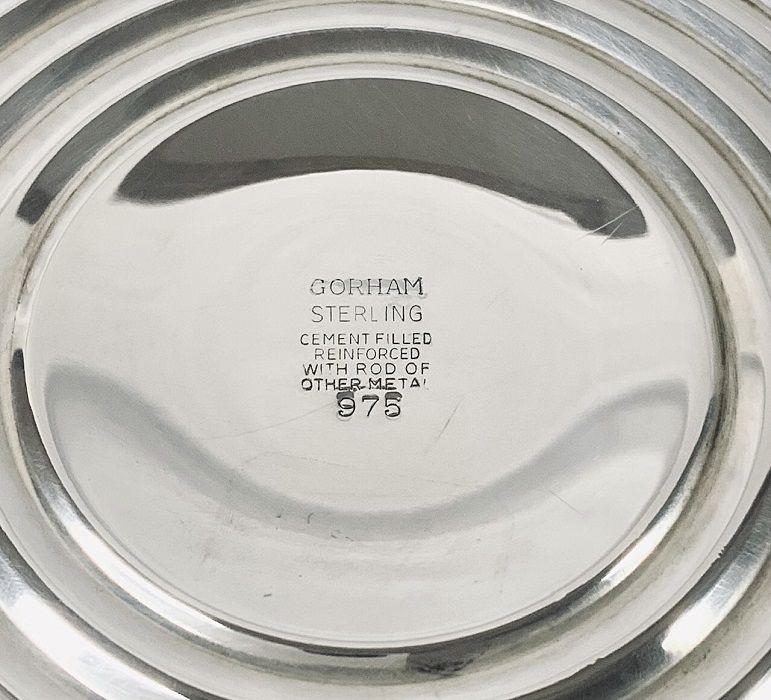 GORHAM
STERLING
CEMENT FILLED
REINFORCED
WITH ROD OF
OTHER METAL
975